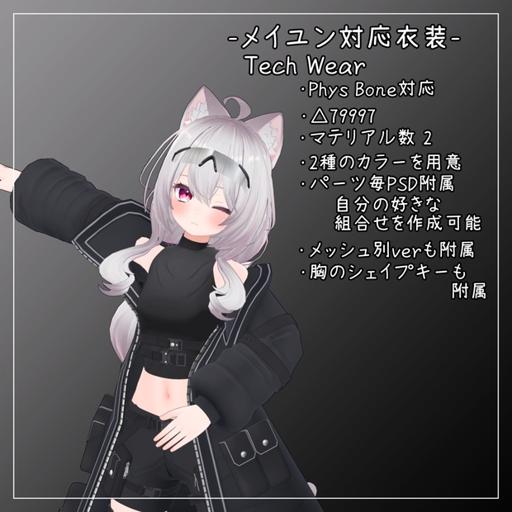 -メイユン対応衣装-
Tech Wear
・Phys Bone対応
・△79997
・マテリアル数 2
・2種のカラーを用意
・パーツ毎PSD附属
自分の好きな
組合せを作成可能
・メッシュ別verも附属
・胸のシェイプキーも
附属